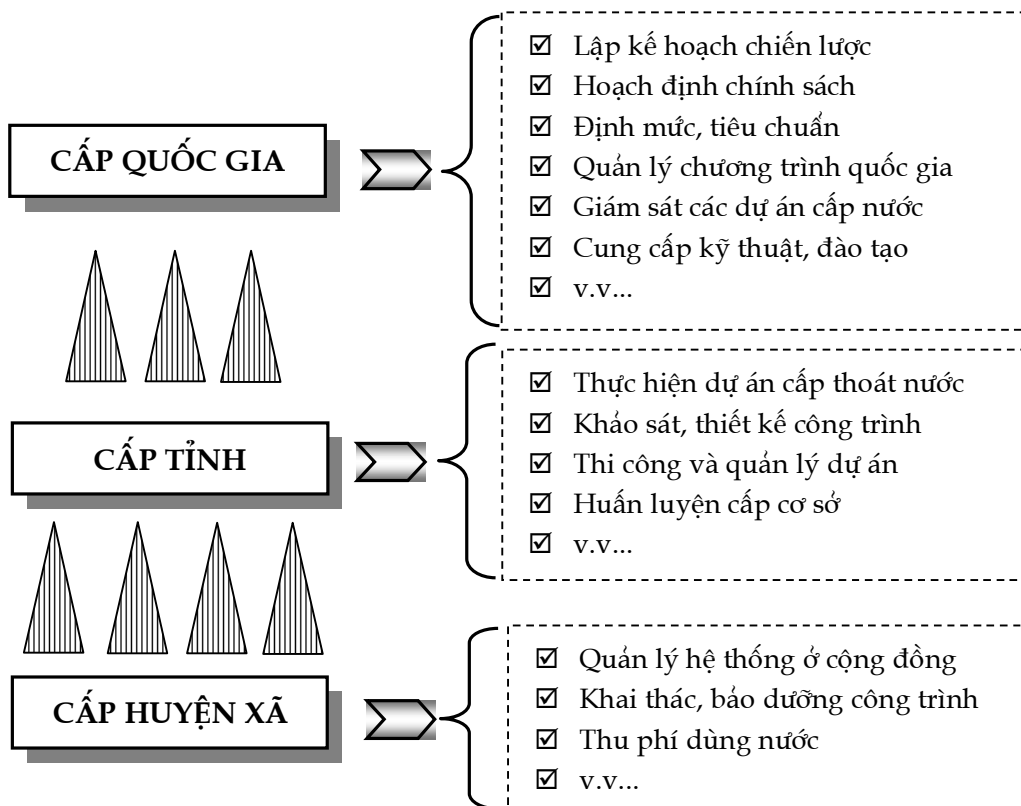 CẤP QUỐC GIA
Lập kế hoạch chiến lược
Hoạch định chính sách
Định mức, tiêu chuẩn
Quản lý chương trình quốc gia
Giám sát các dự án cấp nước
Cung cấp kỹ thuật, đào tạo
v.v...
CẤP TỈNH
Thực hiện dự án cấp thoát nước
Khảo sát, thiết kế công trình
Thi công và quản lý dự án
Huấn luyện cấp cơ sở
v.v...
CẤP HUYỆN XÃ
Quản lý hệ thống ở cộng đồng
Khai thác, bảo dưỡng công trình
Thu phí dùng nước
v.v...